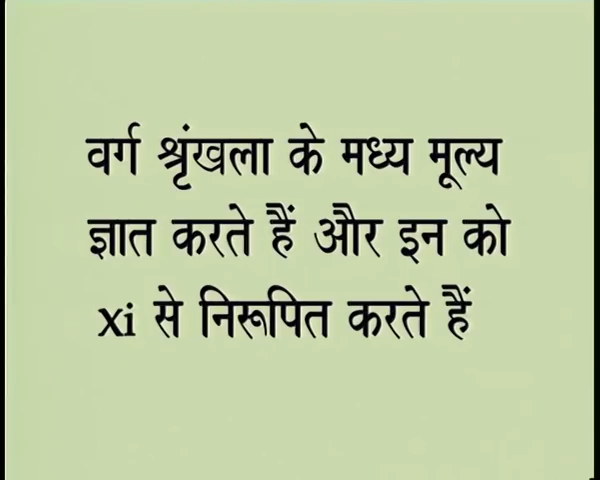 वर्ग श्रृंखला के मध्य मूल्य
ज्ञात करते हैं और इन को
xi से निरूपित करते हैं